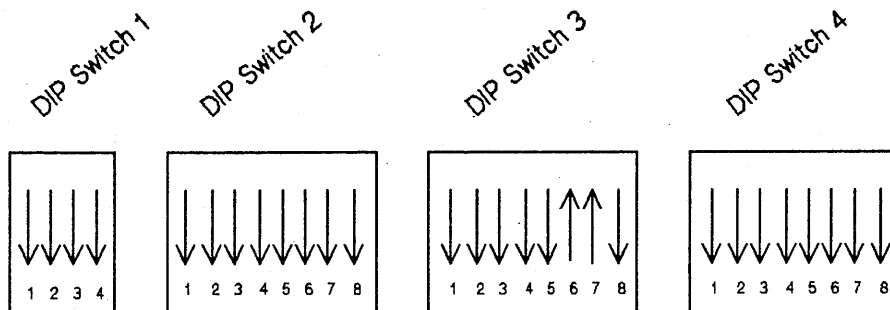 DIP Switch 1
DIP Switch 2
DIP Switch 3
DIP Switch 4
1 2 3 4
1 2 3 4 5 6 7 8
1 2 3 4 5 6 7 8
1 2 3 4 5 6 7 8